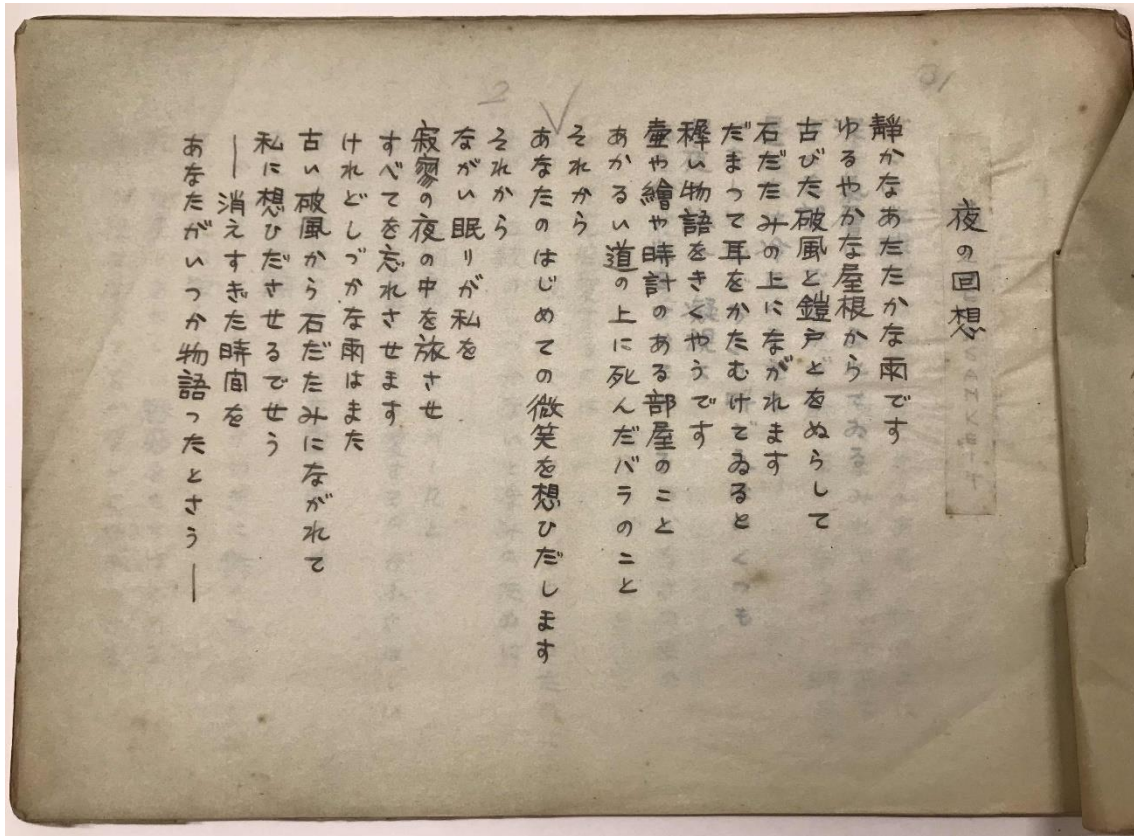 夜の回想
静かなあたたかな雨です
ゆるやかな屋根から
古びた破風と鎧戸とをぬらして
石だたみの上にながれます
だまつて耳をかたむけてゐると くつも
稺い物語をきくやうです
壷や繪や時計のある部屋のこと
あかるい道の上に死んだバラのこと
それから
あなたのはじめての微笑を想ひだします
それから
ながい眠りが私を
寂寥の夜の中を旅させ
すべてを忘れさせます
けれどしづかな雨はまた
古い破風から石だたみにながれて
私に想ひださせるでせう
―消えすぎた時間を
あなたがいつか物語つたとさう―
2